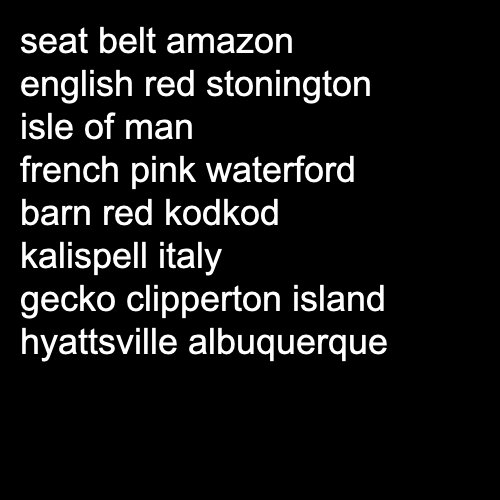 seat belt amazon
english red stonington
isle of man
french pink waterford
barn red kodkod
kalispell italy
gecko clipperton island
hyattsville albuquerque